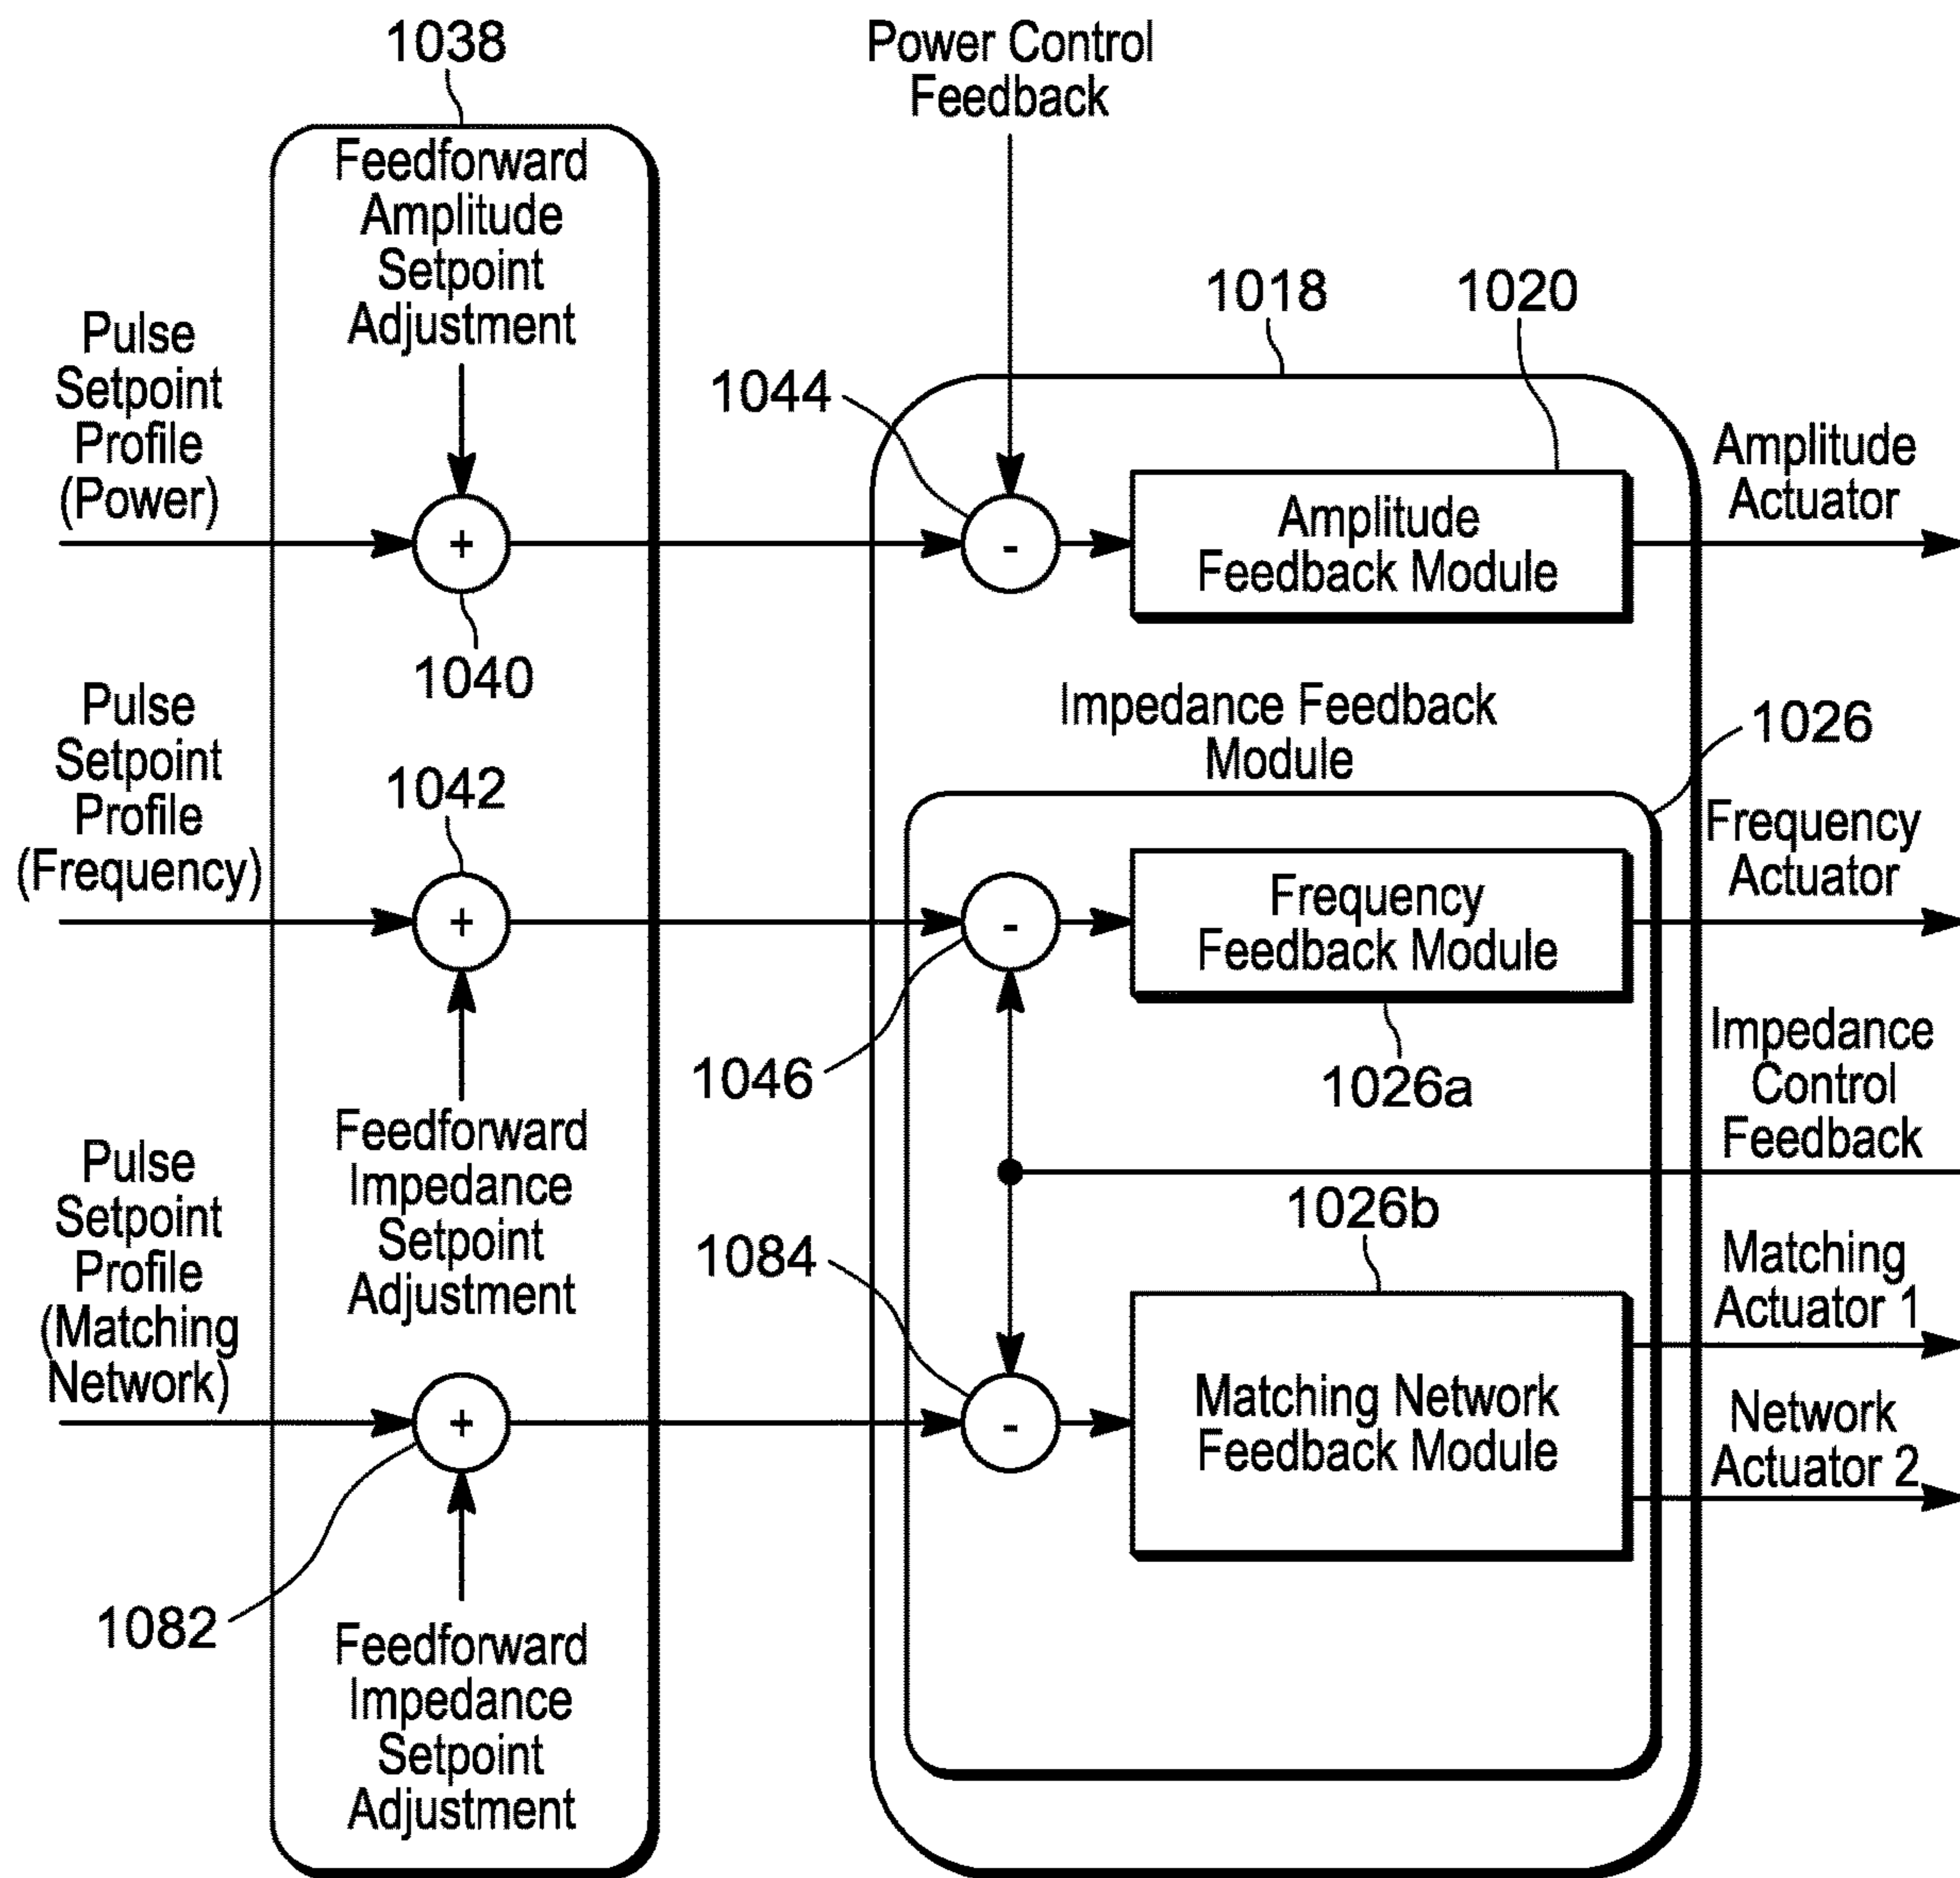 1038
Power Control
Feedback
Feedforward
Amplitude
Setpoint
Adjustment
1018
1020
Pulse
Setpoint
Profile
(Power)
1044
+
-
Amplitude
Feedback Module
Amplitude
Actuator
1040
Pulse
Setpoint
Profile
(Frequency)
1042
Impedance Feedback
Module
1026
+
-
Frequency
Feedback Module
Frequency
Actuator
1046
1026a
Impedance
Control
Feedback
Feedforward
Impedance
Setpoint
Adjustment
Pulse
Setpoint
Profile
(Matching
Network)
1084
1026b
Matching
Actuator 1
+
-
Matching Network
Feedback Module
Network
Actuator 2
1082
Feedforward
Impedance
Setpoint
Adjustment